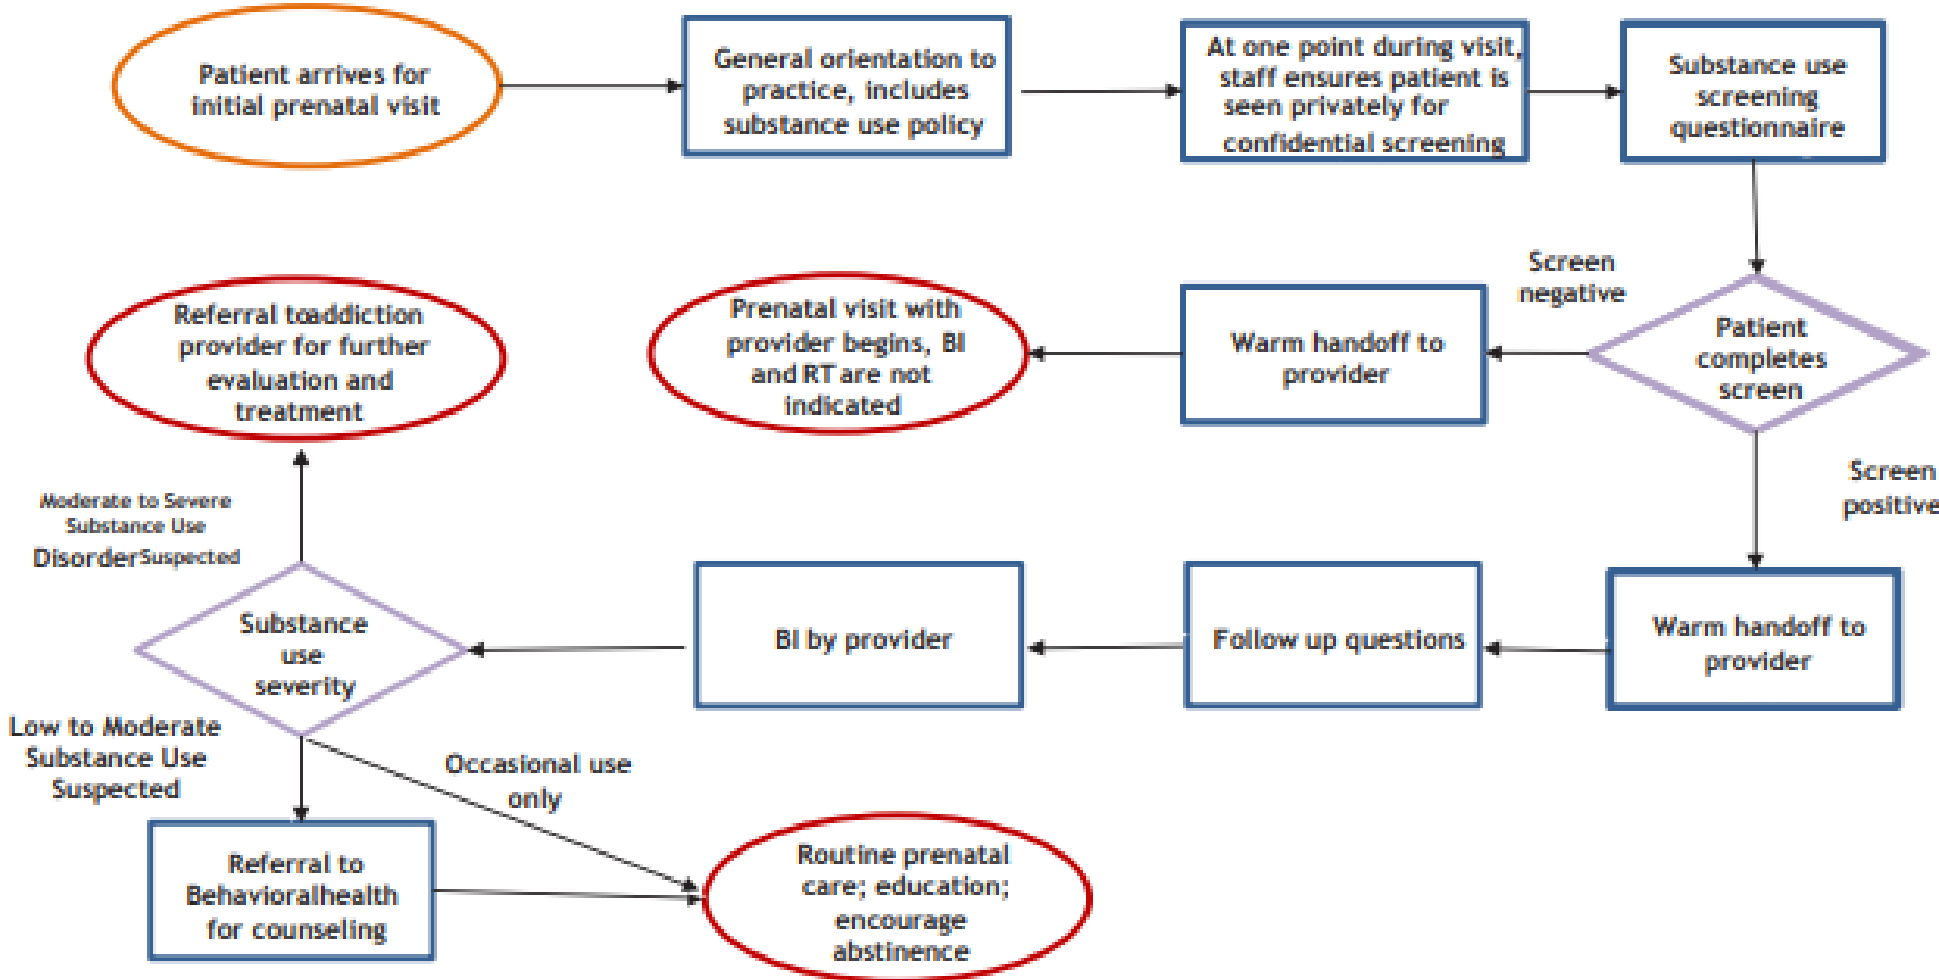 Patient arrives for
initial prenatal visit
General orientation to
practice, includes
substance use policy
At one point during visit,
staff ensures patient is
seen privately for
confidential screening
Substance use
screening
questionnaire
Screen
negative
Patient
completes
screen
Warm handoff to
provider
Prenatal visit with
provider begins, BI
and RT are not
indicated
Referral toaddiction
provider for further
evaluation and
treatment
Screen
positive
Warm handoff to
provider
Follow up questions
BI by provider
Substance
use
severity
Moderate to Severe
Substance Use
DisorderSuspected
Low to Moderate
Substance Use
Suspected
Occasional use
only
Referral to
Behavioralhealth
for counseling
Routine prenatal
care; education;
encourage
abstinence